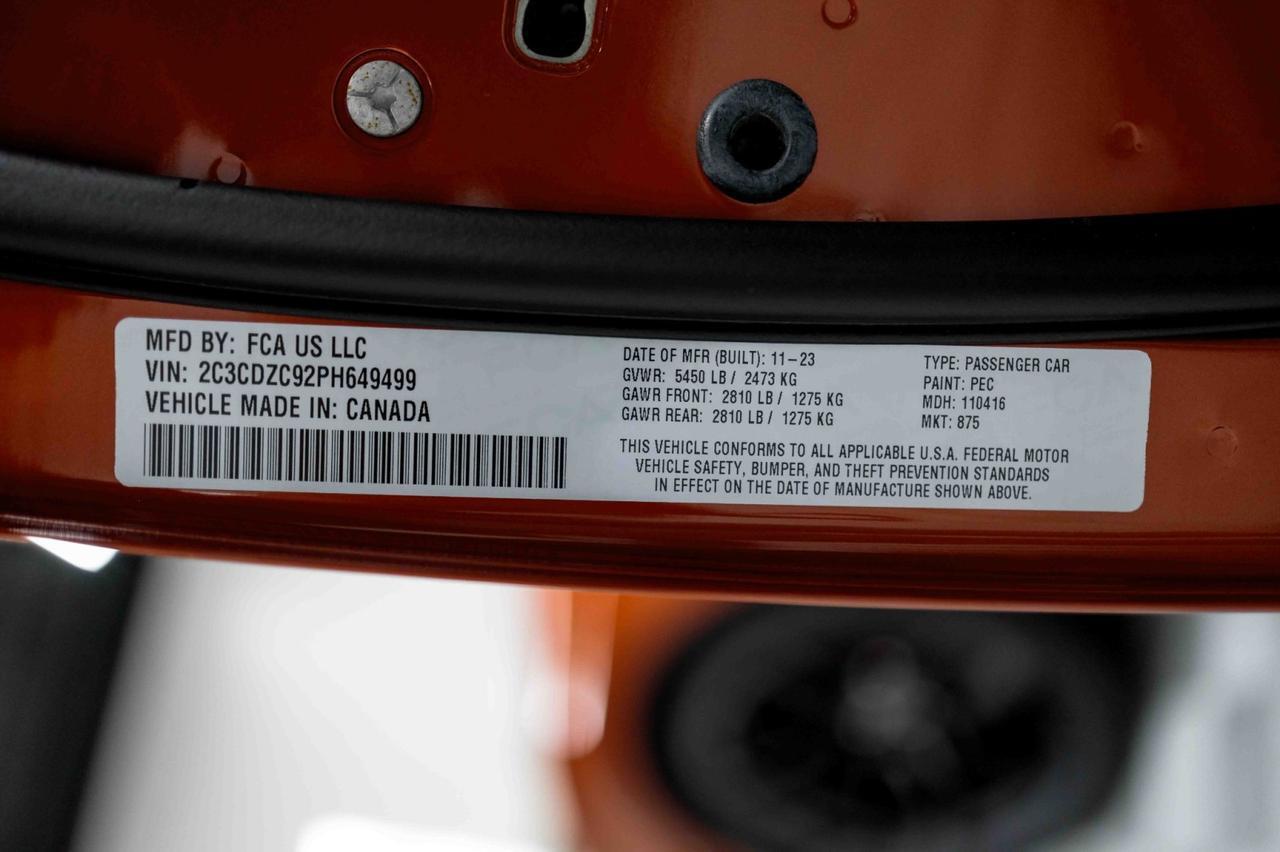 MFD BY: FCA US LLC
VIN: 2C3CDZC92PH649499
VEHICLE MADE IN: CANADA
DATE OF MFR (BUILT): 11-23
GVWR: 5450 LB / 2473 KG
GAWR FRONT: 2810 LB / 1275 KG
GAWR REAR: 2810 LB / 1275 KG
TYPE: PASSENGER CAR
PAINT: PEC
MDH: 110416
MKT: 875
THIS VEHICLE CONFORMS TO ALL APPLICABLE U.S.A. FEDERAL MOTOR
VEHICLE SAFETY, BUMPER, AND THEFT PREVENTION STANDARDS
IN EFFECT ON THE DATE OF MANUFACTURE SHOWN ABOVE.